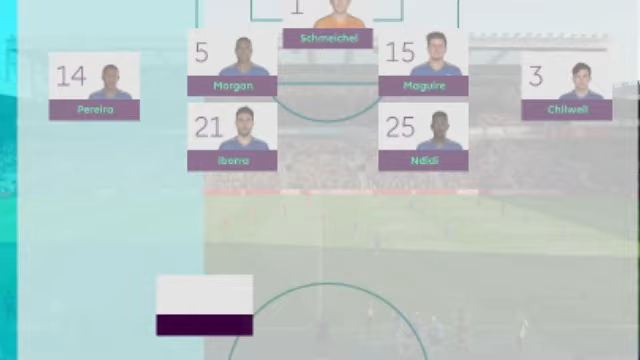 1
Schmeichel
5
Morgan
15
Maguire
14
Pereira
3
Chilwell
21
Iborra
25
Ndidi